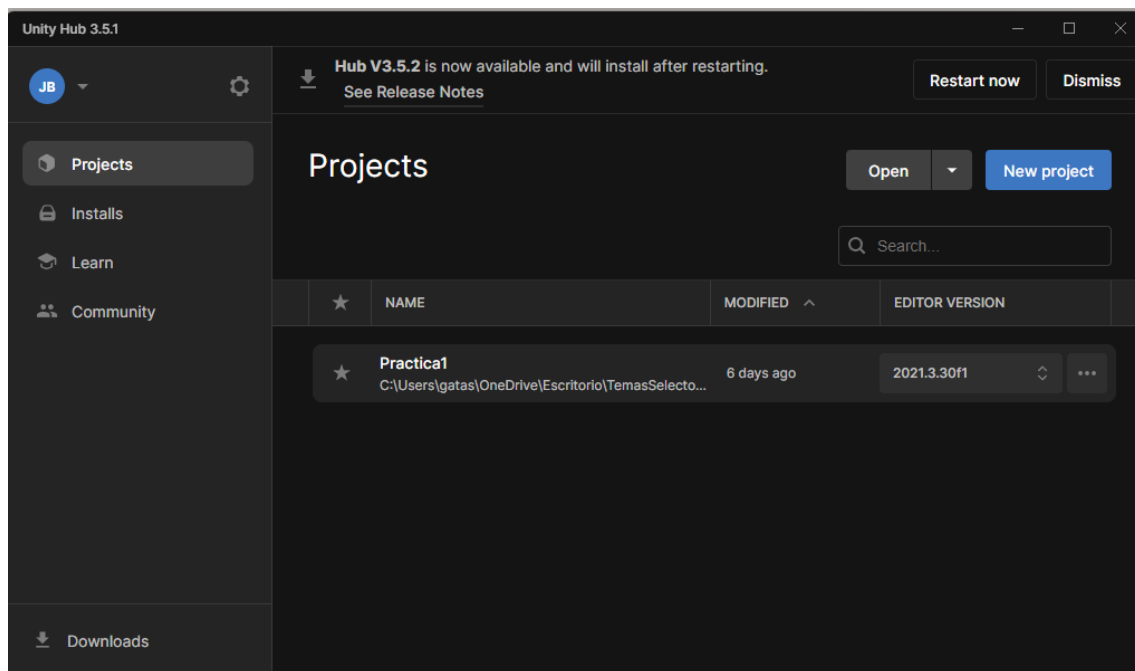 Unity Hub 3.5.1
JB
Hub V3.5.2 is now available and will install after restarting.
See Release Notes
Restart now
Dismiss
Projects
Installs
Learn
Community
Downloads
Projects
Open
New project
Search...
NAME
MODIFIED
EDITOR VERSION
Practica1
C:\Users\gatas\OneDrive\Escritorio\TemasSelecto...
6 days ago
2021.3.30f1